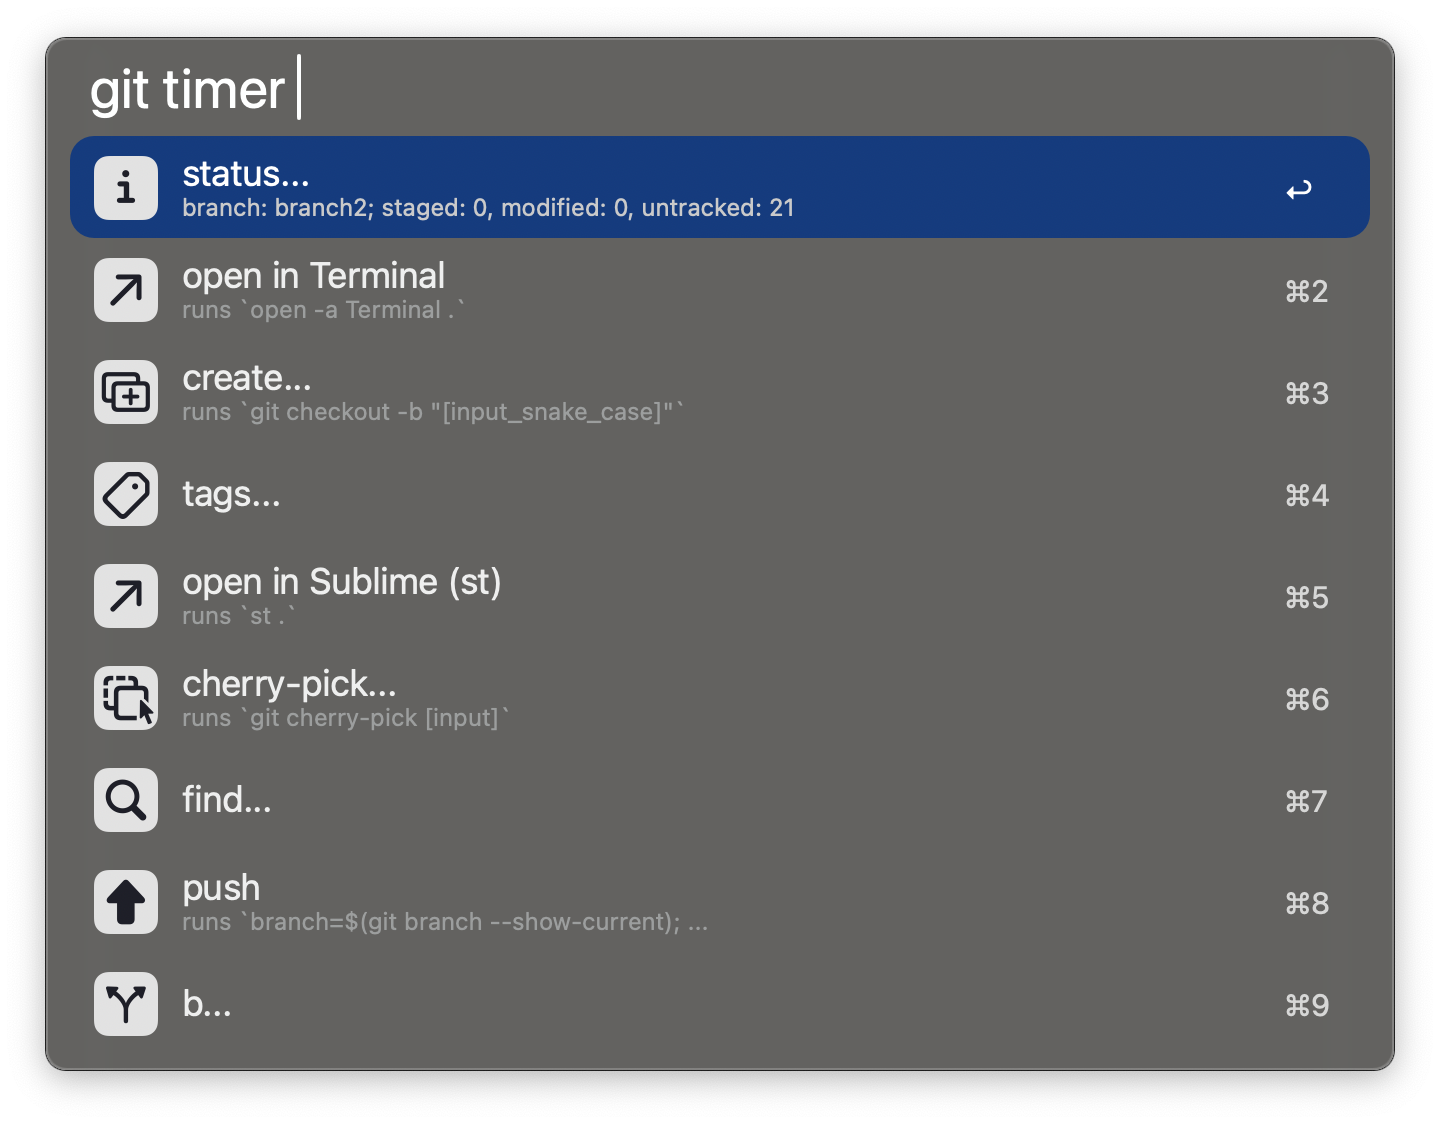 git timer
status...
branch: branch2; staged: 0, modified: 0, untracked: 21
open in Terminal
runs `open -a Terminal .`
⌘2
create...
runs `git checkout -b "[input_snake_case]"`
⌘3
tags...
⌘4
open in Sublime (st)
runs `st .`
⌘5
cherry-pick...
runs `git cherry-pick [input]`
⌘6
find...
⌘7
push
runs `branch=$(git branch --show-current); ...
⌘8
b...
⌘9